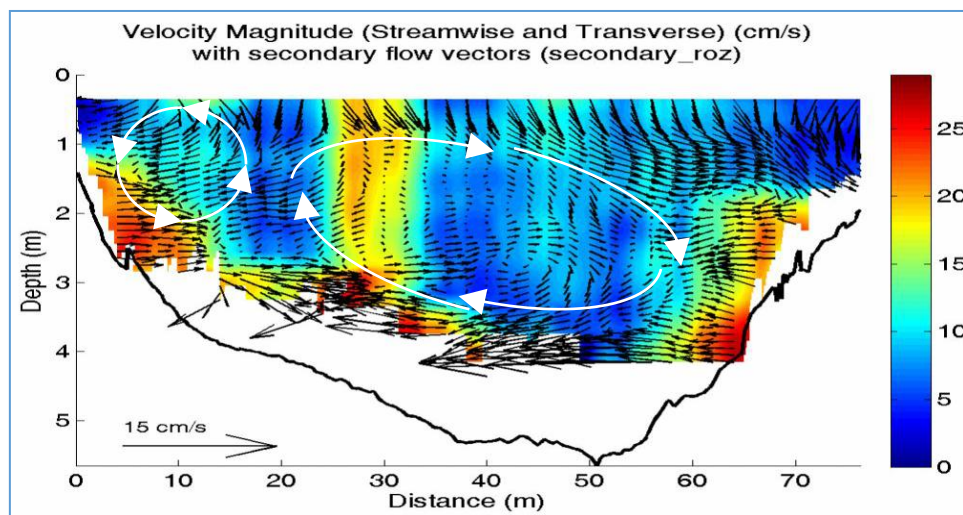 Velocity Magnitude (Streamwise and Transverse) (cm/s)
with secondary flow vectors (secondary_roz)
0
1
2
3
4
5
Depth (m)
15 cm/s
0 10 20 30 40 50 60 70
Distance (m)
25
20
15
10
5
0